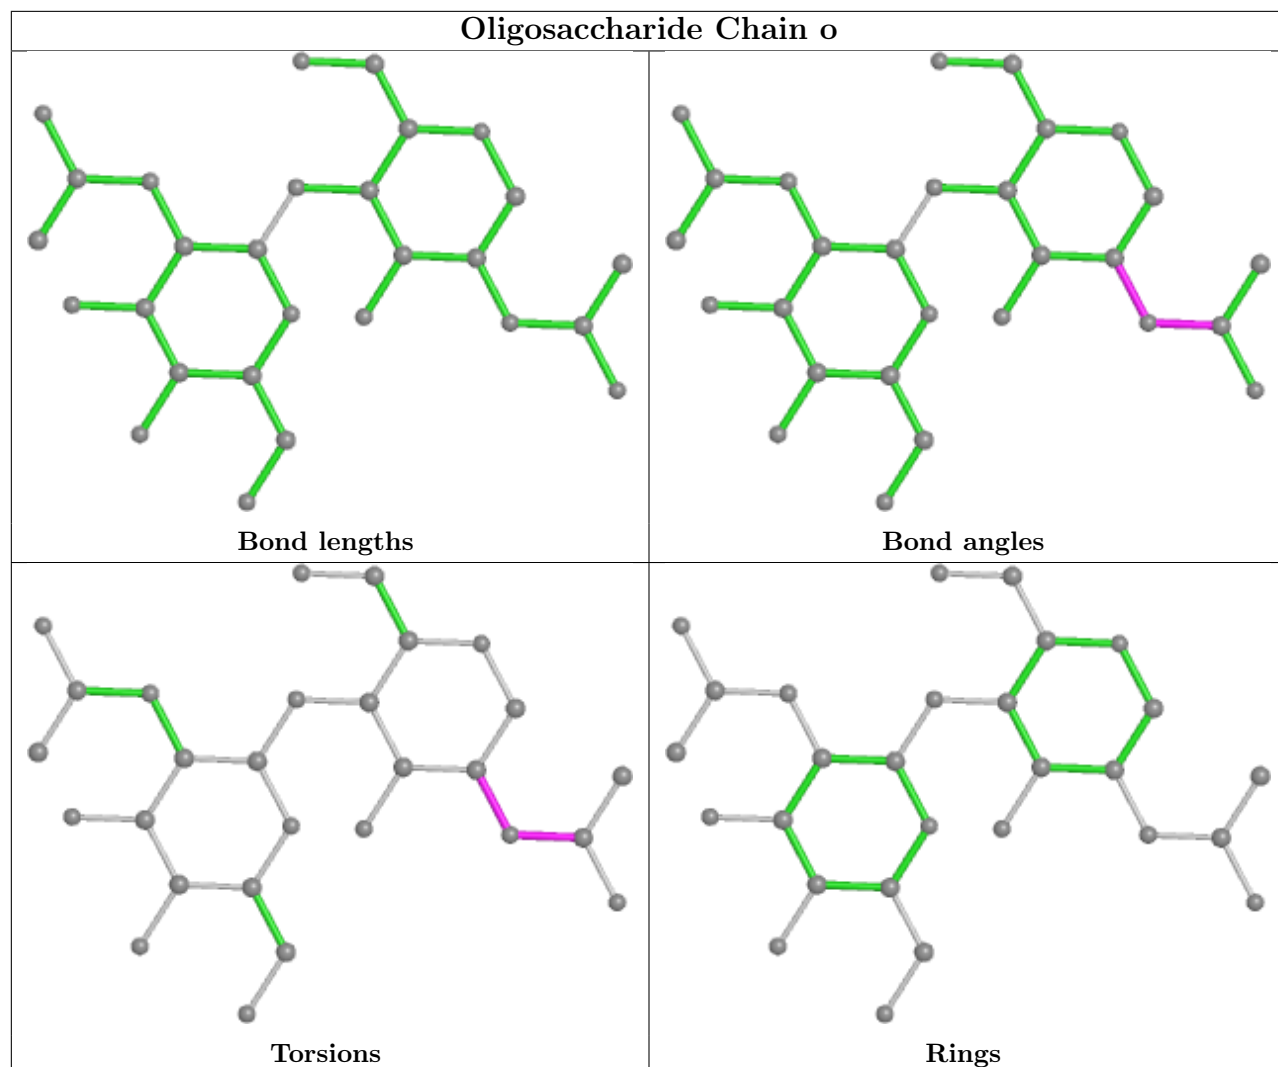 Oligosaccharide Chain o
Bond lengths
Bond angles
Torsions
Rings